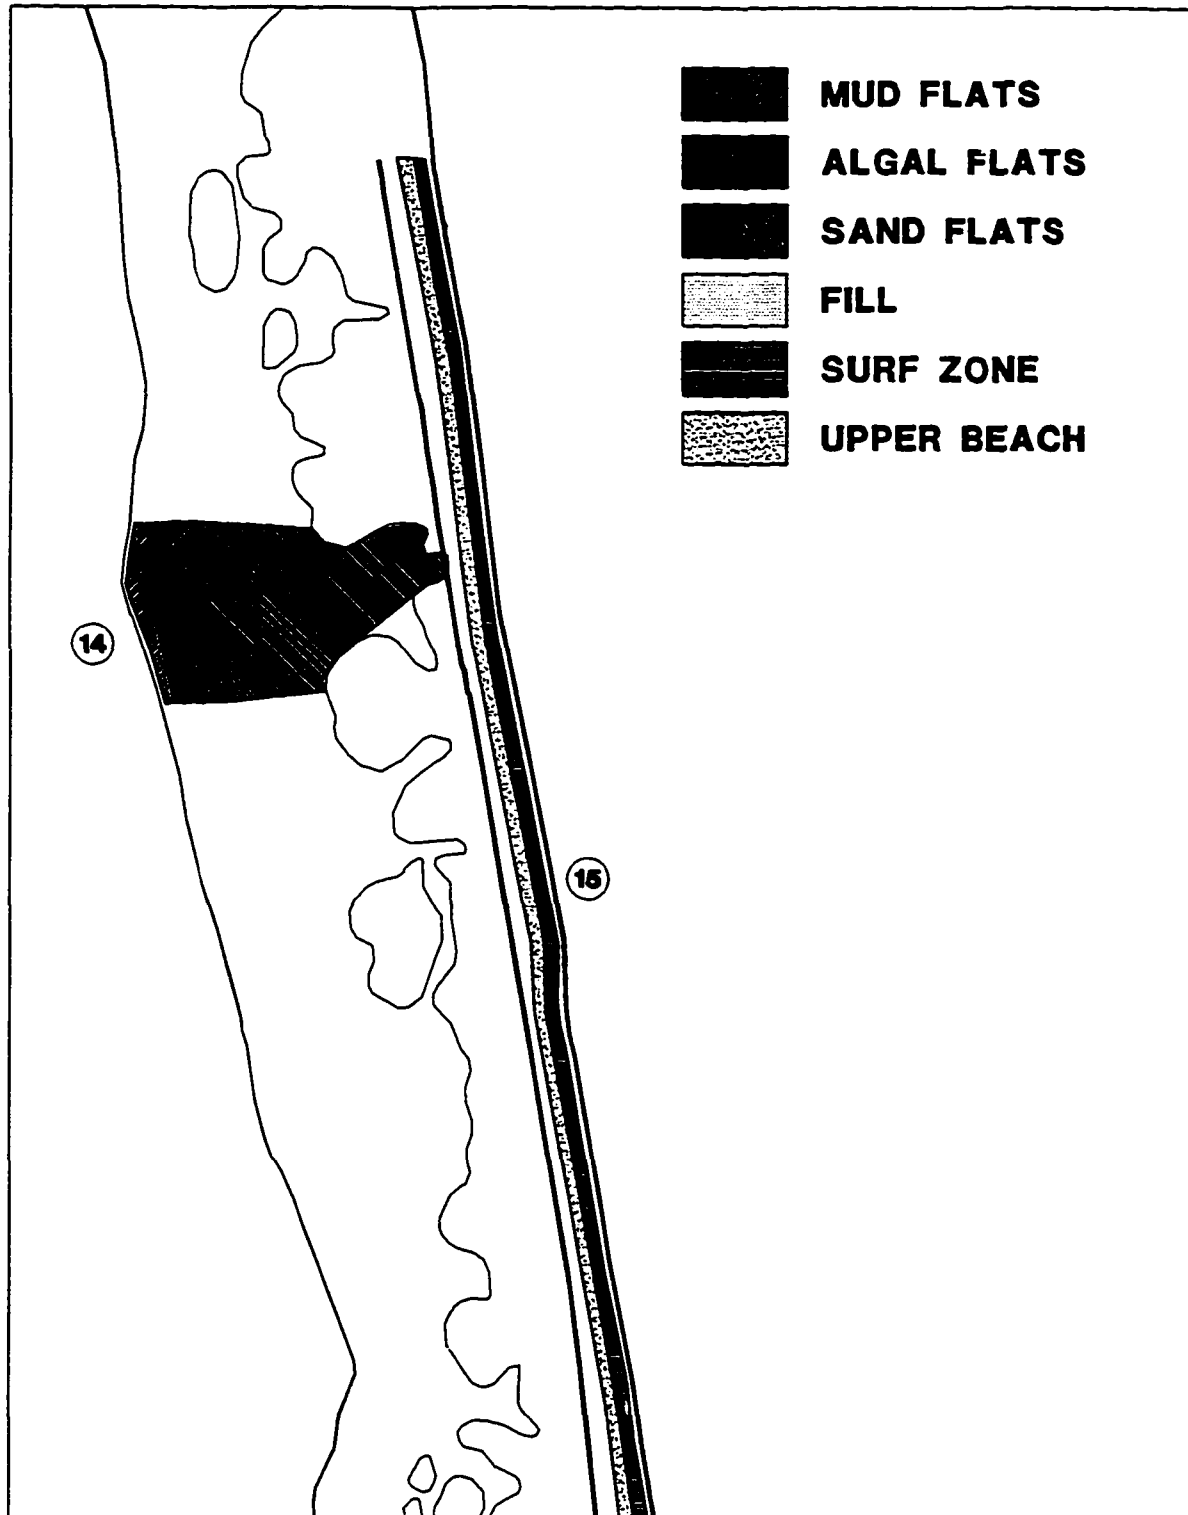 MUD FLATS
ALGAL FLATS
SAND FLATS
FILL
SURF ZONE
UPPER BEACH
14
15